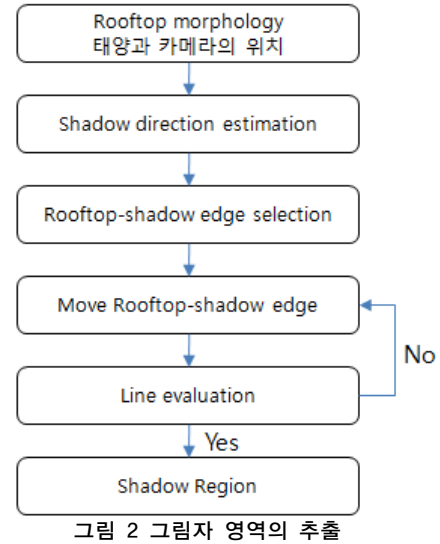 Rooftop morphology
태양과 카메라의 위치
Shadow direction estimation
Rooftop-shadow edge selection
Move Rooftop-shadow edge
No
Line evaluation
Yes
Shadow Region
그림 2 그림자 영역의 추출